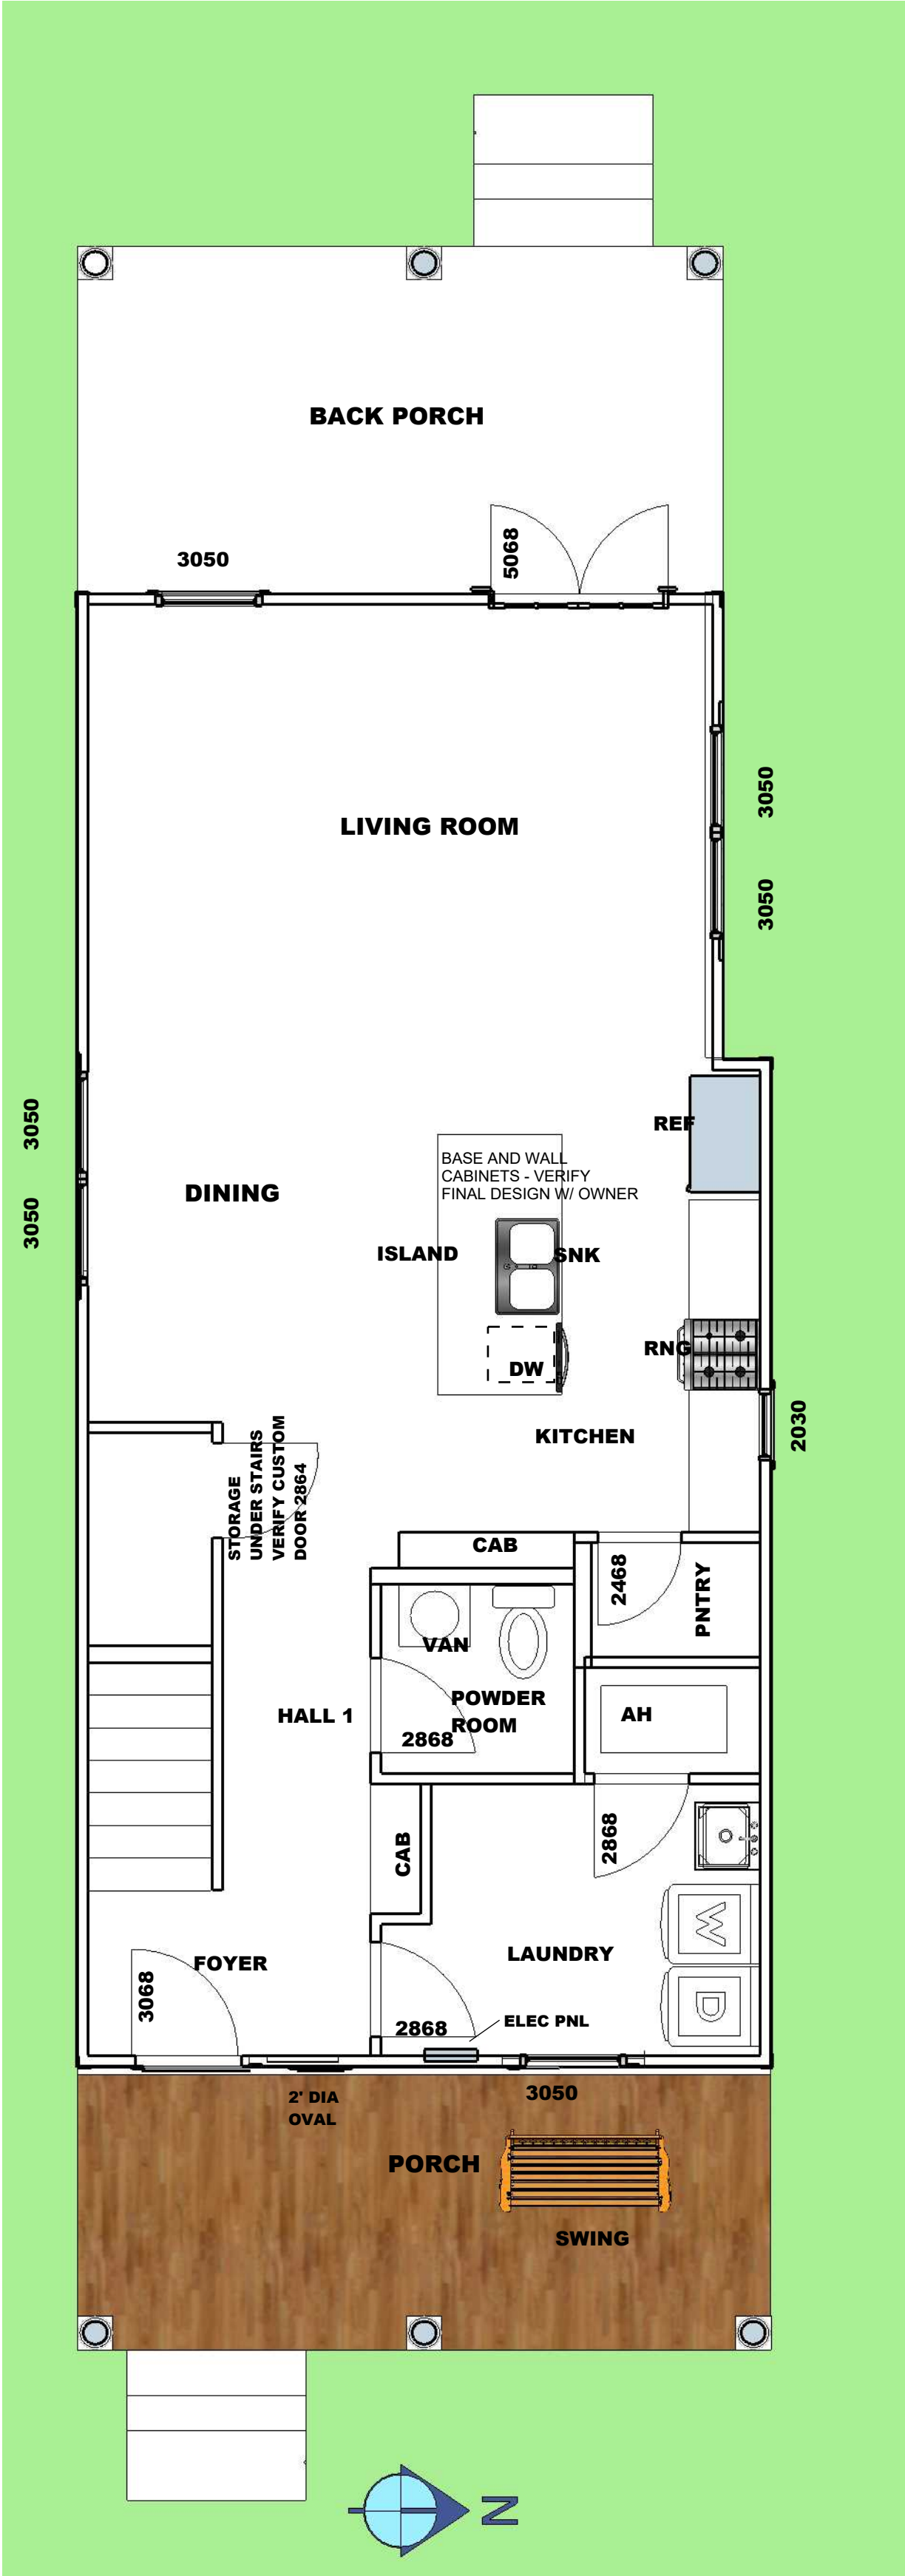 BACK PORCH
3050
5068
LIVING ROOM
3050
3050
3050
3050
REF
BASE AND WALL
CABINETS - VERIFY
FINAL DESIGN W/ OWNER
DINING
ISLAND
SNK
RNG
DW
2030
KITCHEN
STORAGE
UNDER STAIRS
VERIFY CUSTOM
DOOR 2864
CAB
2468
PNTRY
VAN
POWDER
ROOM
HALL 1
AH
2868
2868
CAB
W
LAUNDRY
FOYER
3068
D
ELEC PNL
2868
2' DIA
OVAL
3050
PORCH
SWING
N